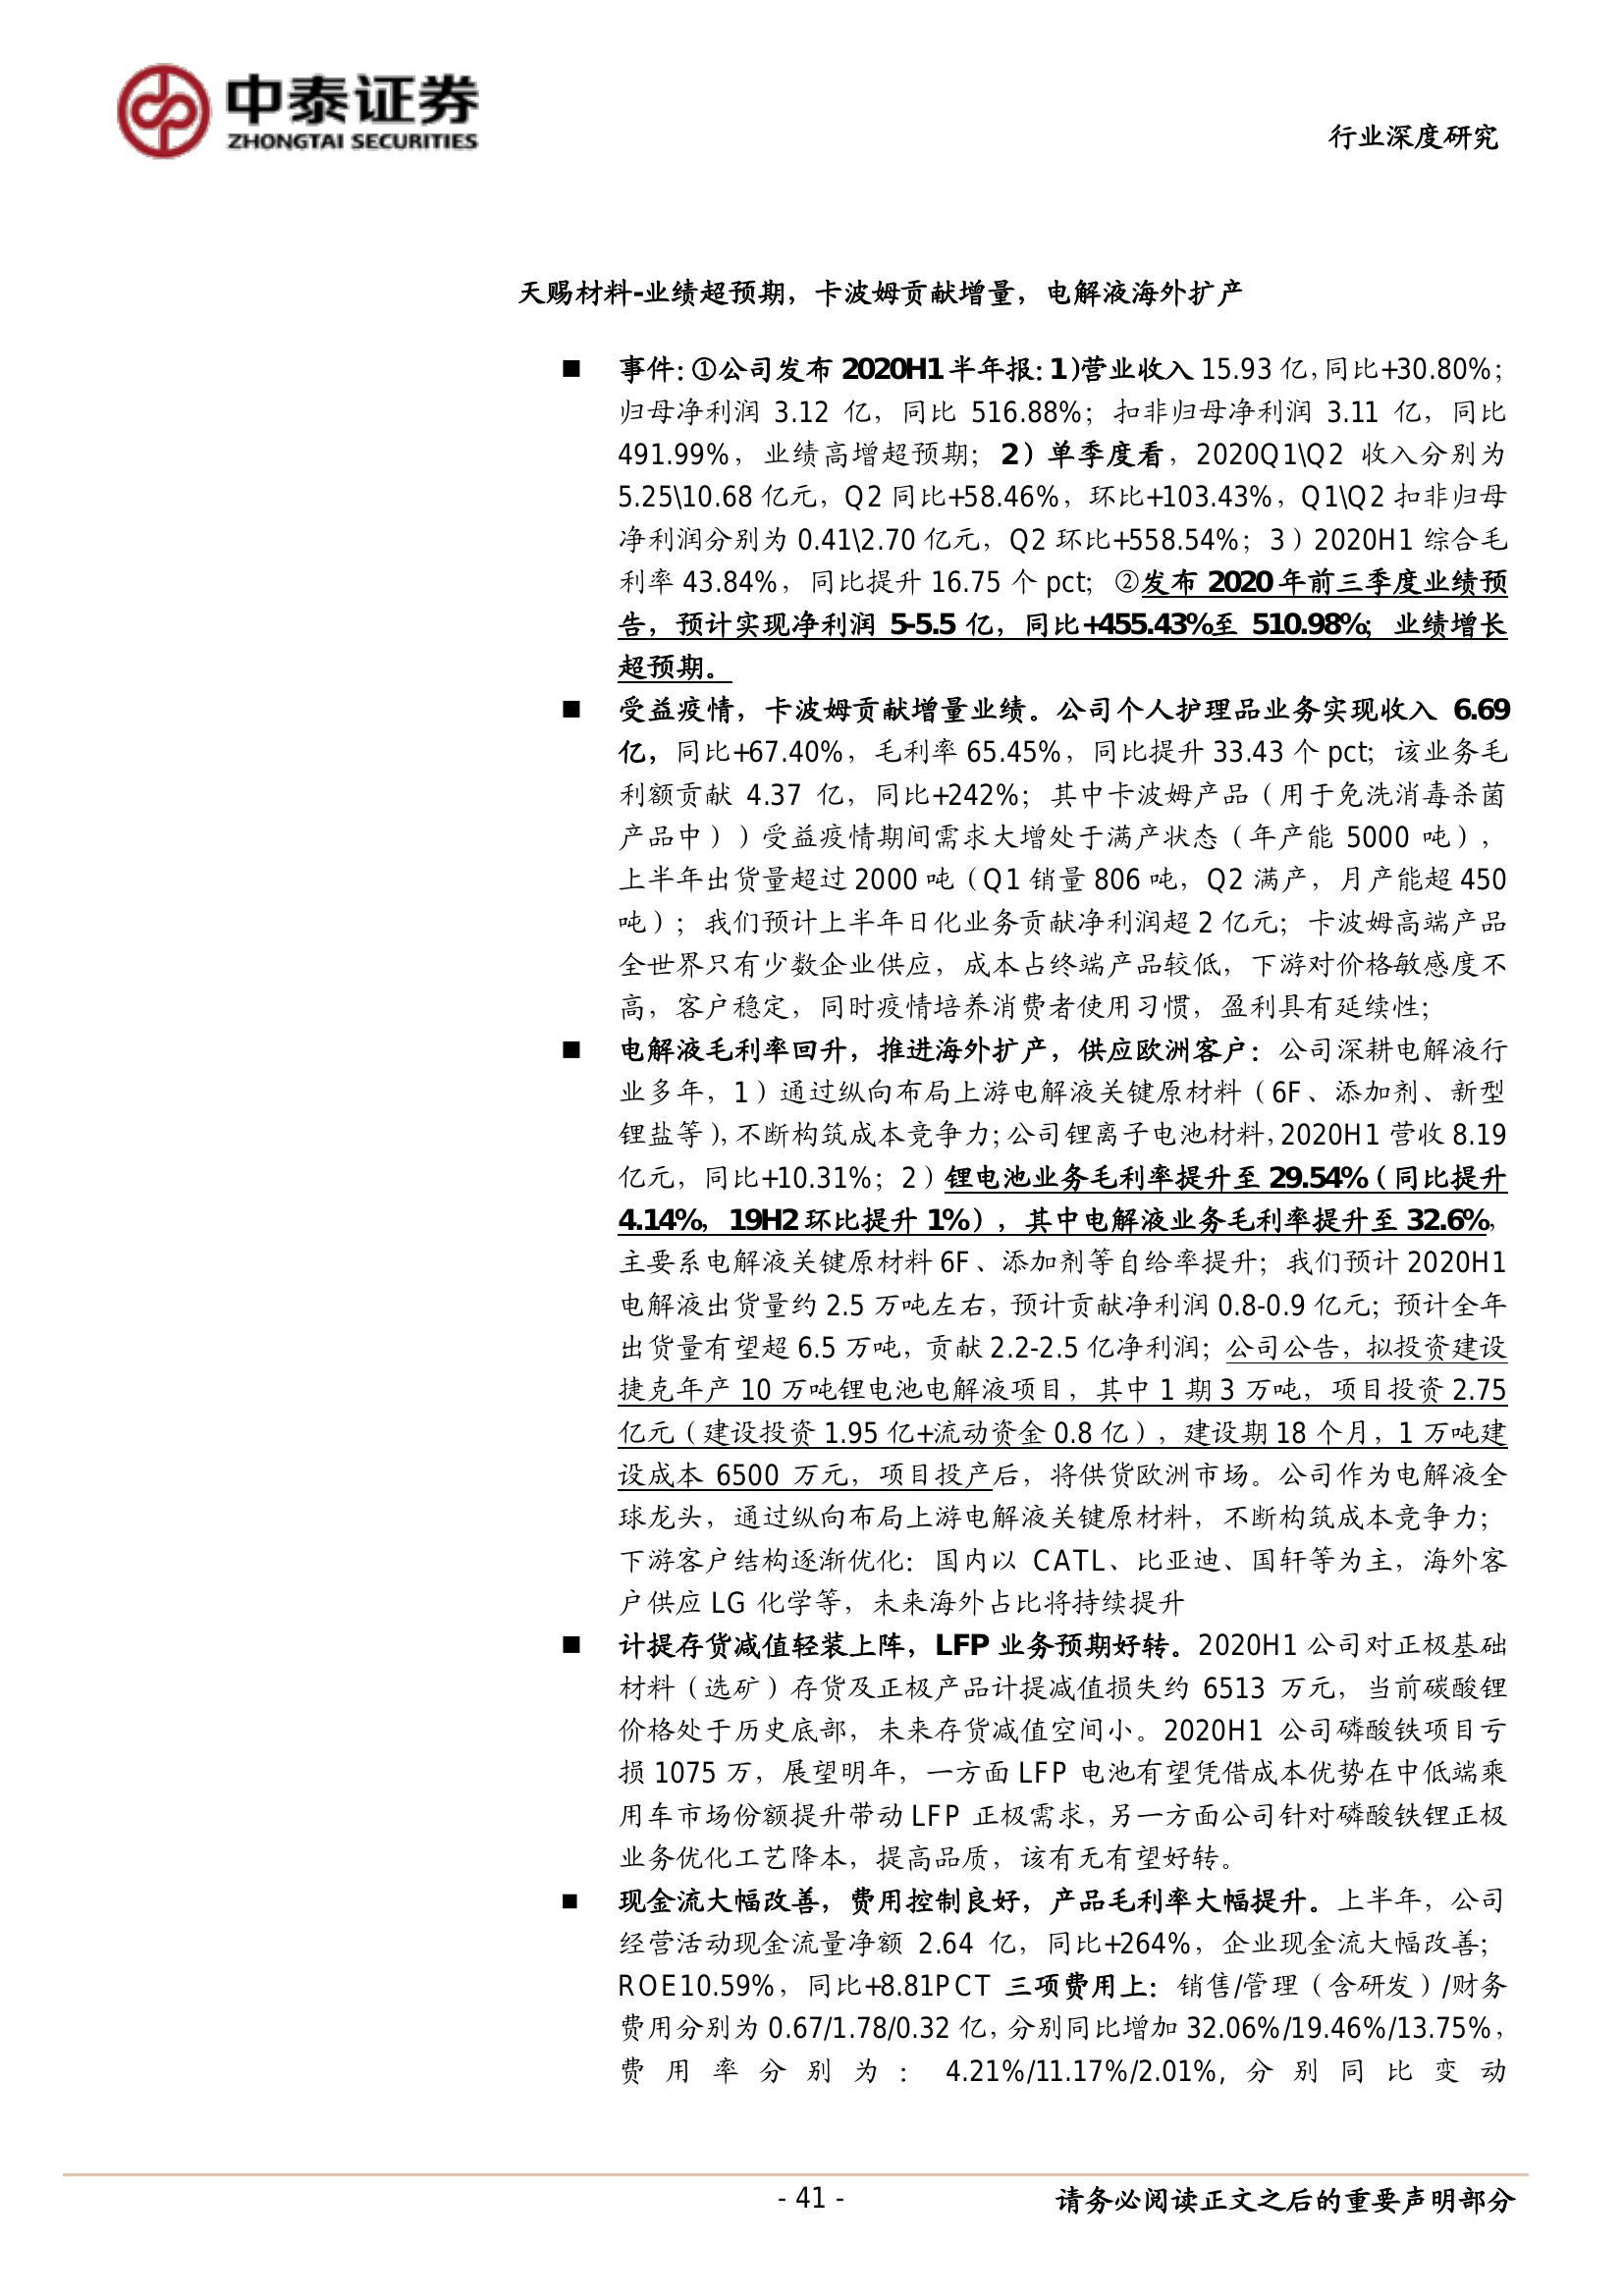 中泰证券
ZHONGTAI SECURITIES
行业深度研究
天赐材料-业绩超预期，卡波姆贡献增量，电解液海外扩产
■ 事件：①公司发布 2020H1 半年报：1)营业收入 15.93 亿，同比+30.80%；
归母净利润 3.12 亿，同比 516.88%；扣非归母净利润 3.11 亿，同比
491.99%，业绩高增超预期；2）单季度看，2020Q1\Q2 收入分别为
5.25\10.68 亿元，Q2 同比+58.46%，环比+103.43%，Q1\Q2 扣非归母
净利润分别为 0.41\2.70 亿元，Q2 环比+558.54%；3）2020H1 综合毛
利率 43.84%，同比提升 16.75 个 pct；②发布 2020 年前三季度业绩预
告，预计实现净利润 5-5.5 亿，同比+455.43%至 510.98%；业绩增长
超预期。
■ 受益疫情，卡波姆贡献增量业绩。公司个人护理品业务实现收入 6.69
亿，同比+67.40%，毛利率 65.45%，同比提升 33.43 个 pct；该业务毛
利额贡献 4.37 亿，同比+242%；其中卡波姆产品（用于免洗消毒杀菌
产品中））受益疫情期间需求大增处于满产状态（年产能 5000 吨），
上半年出货量超过 2000 吨（Q1 销量 806 吨，Q2 满产，月产能超 450
吨）；我们预计上半年日化业务贡献净利润超 2 亿元；卡波姆高端产品
全世界只有少数企业供应，成本占终端产品较低，下游对价格敏感度不
高，客户稳定，同时疫情培养消费者使用习惯，盈利具有延续性；
■ 电解液毛利率回升，推进海外扩产，供应欧洲客户：公司深耕电解液行
业多年，1）通过纵向布局上游电解液关键原材料（6F、添加剂、新型
锂盐等），不断构筑成本竞争力；公司锂离子电池材料，2020H1 营收 8.19
亿元，同比+10.31%；2）锂电池业务毛利率提升至 29.54%（同比提升
4.14%，19H2 环比提升 1%），其中电解液业务毛利率提升至 32.6%，
主要系电解液关键原材料 6F、添加剂等自给率提升；我们预计 2020H1
电解液出货量约 2.5 万吨左右，预计贡献净利润 0.8-0.9 亿元；预计全年
出货量有望超 6.5 万吨，贡献 2.2-2.5 亿净利润；公司公告，拟投资建设
捷克年产 10 万吨锂电池电解液项目，其中 1 期 3 万吨，项目投资 2.75
亿元（建设投资 1.95 亿+流动资金 0.8 亿），建设期 18 个月，1 万吨建
设成本 6500 万元，项目投产后，将供货欧洲市场。公司作为电解液全
球龙头，通过纵向布局上游电解液关键原材料，不断构筑成本竞争力；
下游客户结构逐渐优化：国内以 CATL、比亚迪、国轩等为主，海外客
户供应 LG 化学等，未来海外占比将持续提升
■ 计提存货减值轻装上阵，LFP 业务预期好转。2020H1 公司对正极基础
材料（选矿）存货及正极产品计提减值损失约 6513 万元，当前碳酸锂
价格处于历史底部，未来存货减值空间小。2020H1 公司磷酸铁项目亏
损 1075 万，展望明年，一方面 LFP 电池有望凭借成本优势在中低端乘
用车市场份额提升带动 LFP 正极需求，另一方面公司针对磷酸铁锂正极
业务优化工艺降本，提高品质，该有无有望好转。
■ 现金流大幅改善，费用控制良好，产品毛利率大幅提升。上半年，公司
经营活动现金流量净额 2.64 亿，同比+264%，企业现金流大幅改善；
ROE10.59%，同比+8.81PCT 三项费用上：销售/管理（含研发）/财务
费用分别为 0.67/1.78/0.32 亿，分别同比增加 32.06%/19.46%/13.75%，
费用率分别为：4.21%/11.17%/2.01%，分别同比变动
- 41 -
请务必阅读正文之后的重要声明部分